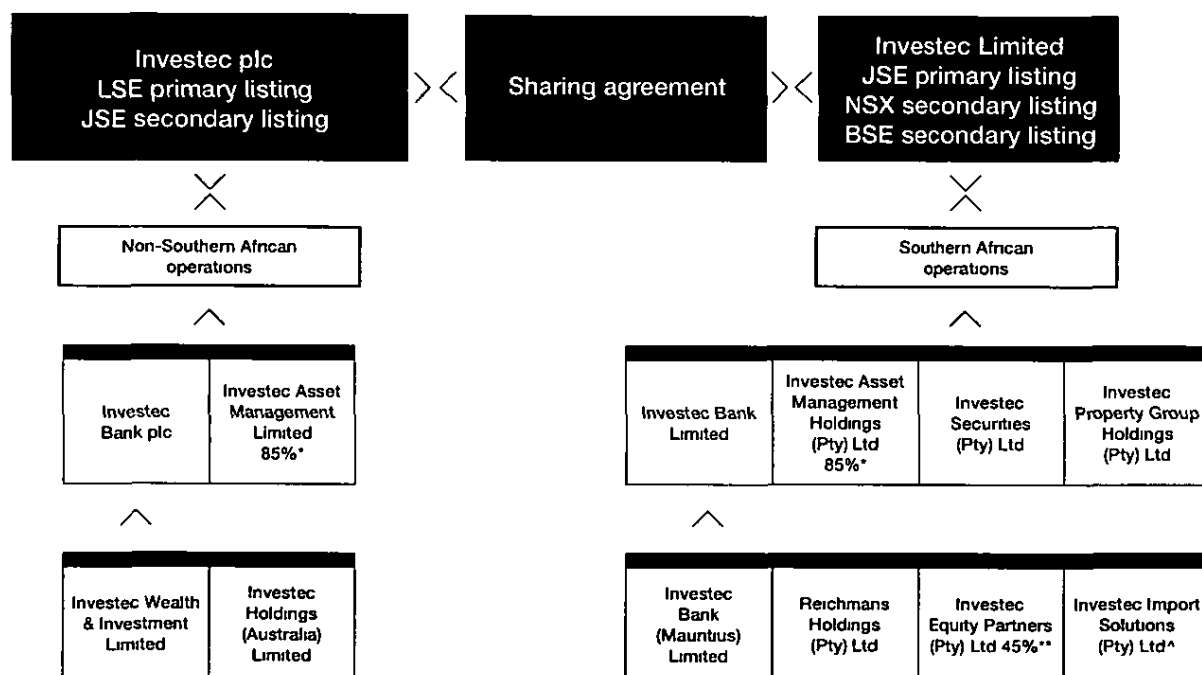 Investec plc
LSE primary listing
JSE secondary listing
Sharing agreement
Investec Limited
JSE primary listing
NSX secondary listing
BSE secondary listing
Non-Southern African
operations
Southern African
operations
Investec
Bank plc
Investec Asset
Management
Limited
85%*
Investec Bank
Limited
Investec Asset
Management
Holdings
(Pty) Ltd
85%*
Investec
Securities
(Pty) Ltd
Investec
Property Group
Holdings
(Pty) Ltd
Investec Wealth
& Investment
Limited
Investec
Holdings
(Australia)
Limited
Investec
Bank
(Mauritius)
Limited
Reichmans
Holdings
(Pty) Ltd
Investec
Equity Partners
(Pty) Ltd 45%**
Investec Import
Solutions
(Pty) Ltd^